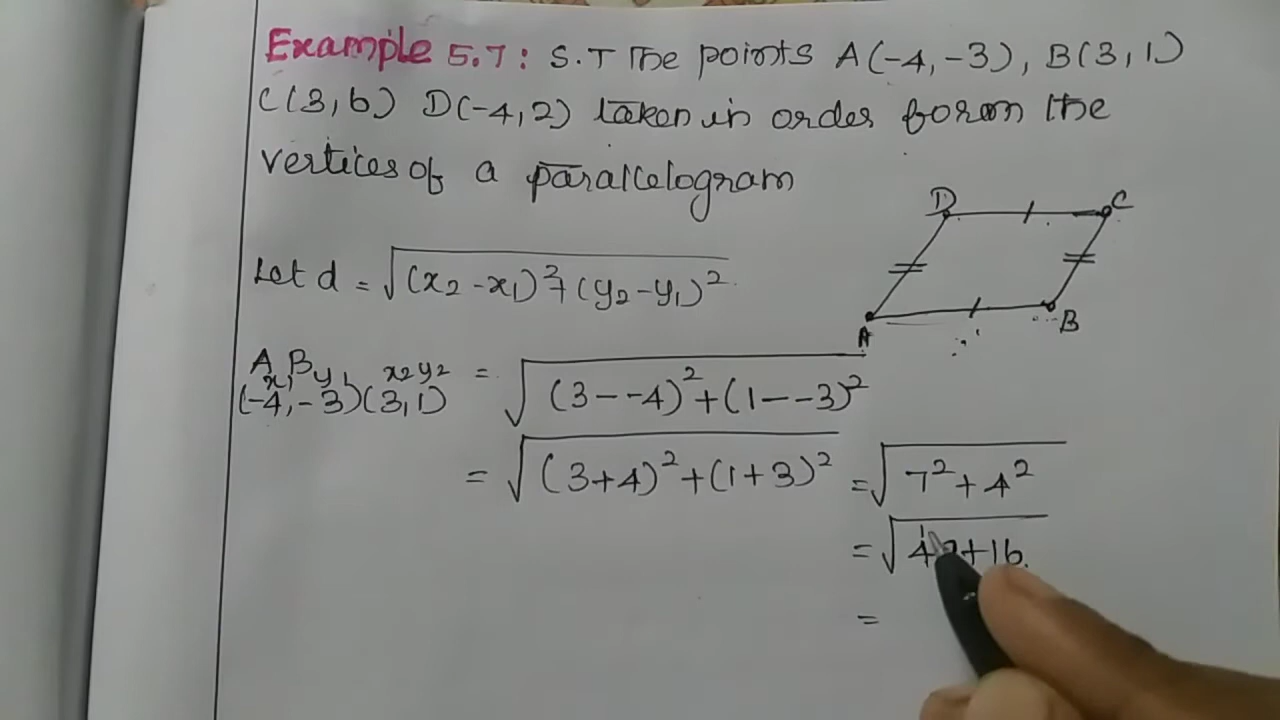 Example 5.7: S.T The points A(-4,-3), B(3,1)
C(3,6) D(-4,2) taken in order form the
vertices of a parallelogram
D C
Let d = √(x₂-x₁)²+(y₂-y₁)²
A B
A B = √(3--4)²+(1--3)²
x₁ y₁ x₂ y₂
(-4,-3)(3,1)
= √(3+4)²+(1+3)² = √7²+4²
= √49+16
=